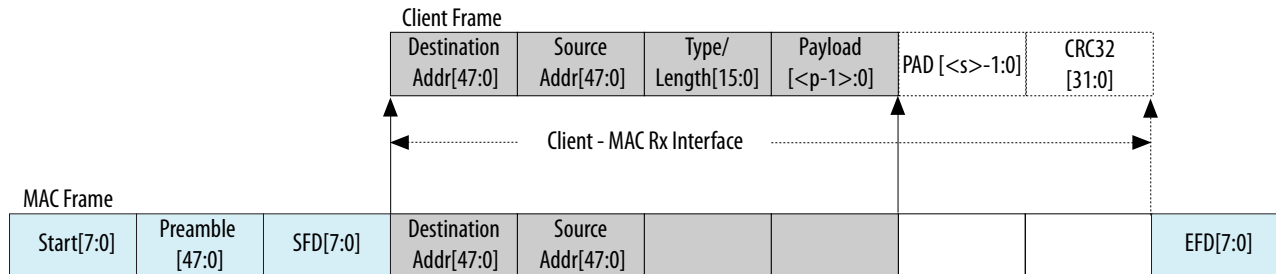 Client Frame
Destination Addr[47:0]
Source Addr[47:0]
Type/ Length[15:0]
Payload [<p-1>:0]
PAD [<s>-1:0]
CRC32 [31:0]
Client - MAC Rx Interface
MAC Frame
Start[7:0]
Preamble [47:0]
SFD[7:0]
Destination Addr[47:0]
Source Addr[47:0]
EFD[7:0]